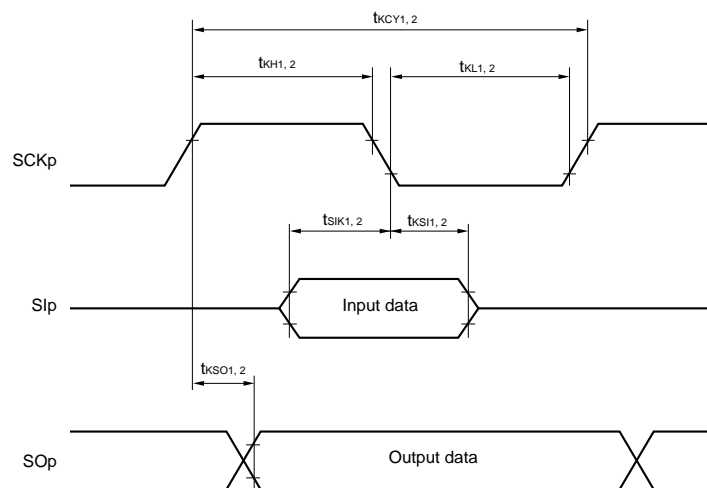 tKCY1, 2
tKH1, 2
tKL1, 2
SCKp
tSIK1, 2
tKSI1, 2
SIp
Input data
tKSO1, 2
SOp
Output data